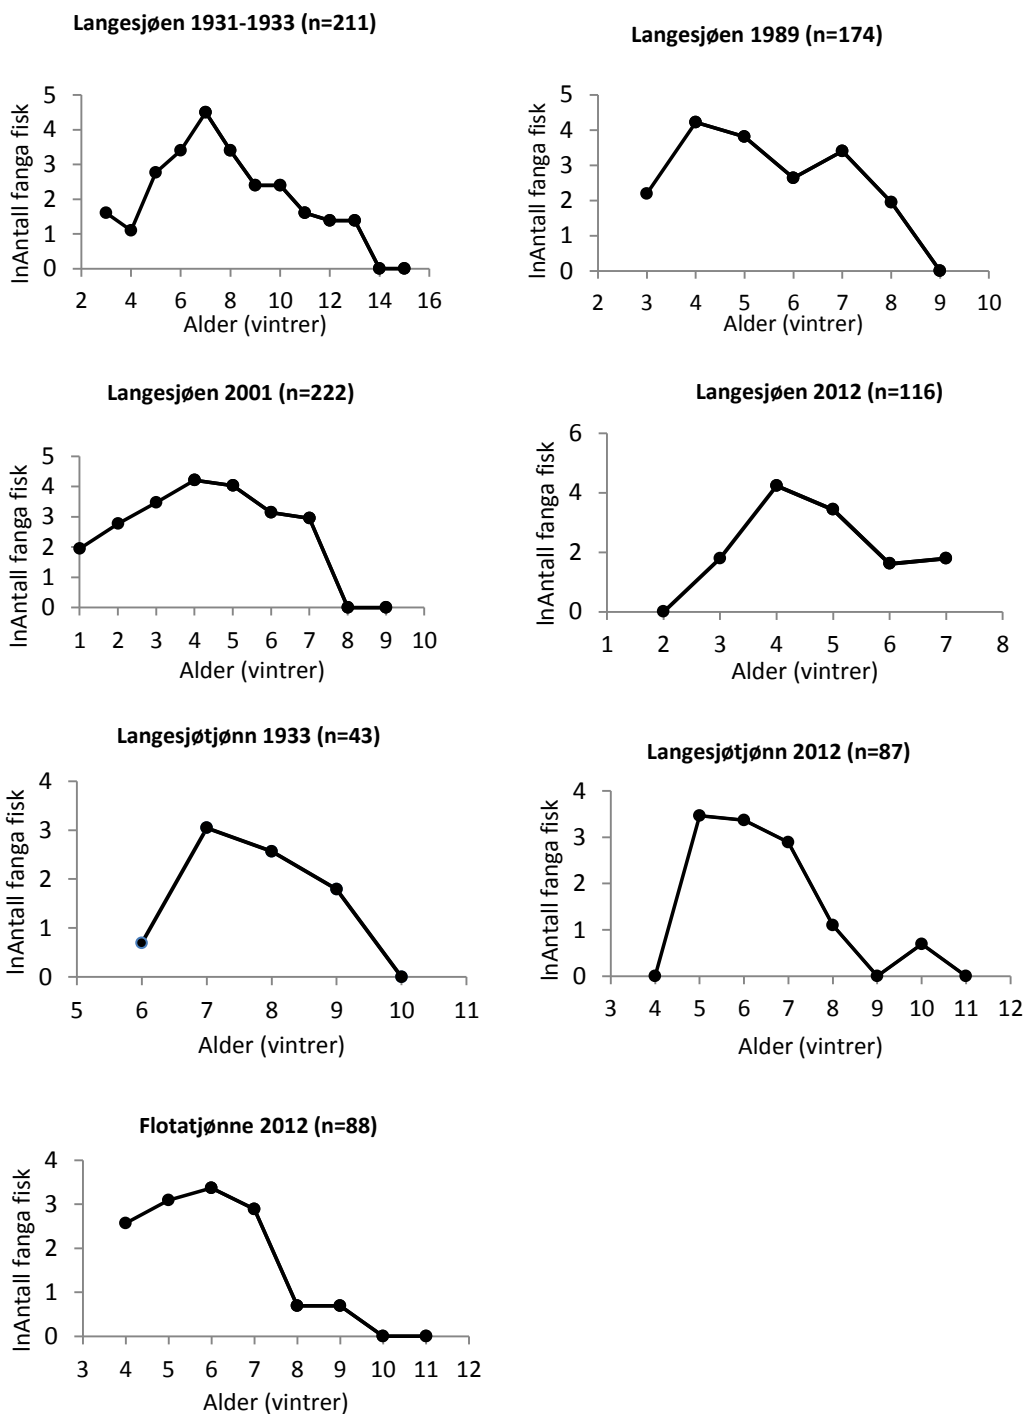 Langesjøen 1931-1933 (n=211)
lnAntall fanga fisk
5
4
3
2
1
0
2 4 6 8 10 12 14 16
Alder (vintrer)
Langesjøen 1989 (n=174)
lnAntall fanga fisk
5
4
3
2
1
0
2 3 4 5 6 7 8 9 10
Alder (vintrer)
Langesjøen 2001 (n=222)
lnAntall fanga fisk
5
4
3
2
1
0
1 2 3 4 5 6 7 8 9 10
Alder (vintrer)
Langesjøen 2012 (n=116)
lnAntall fanga fisk
6
4
2
0
1 2 3 4 5 6 7 8
Alder (vintrer)
Langesjøtjønn 1933 (n=43)
lnAntall fanga fisk
4
3
2
1
0
5 6 7 8 9 10 11
Alder (vintrer)
Langesjøtjønn 2012 (n=87)
lnAntall fanga fisk
4
3
2
1
0
3 4 5 6 7 8 9 10 11 12
Alder (vintrer)
Flotatjønne 2012 (n=88)
lnAntall fanga fisk
4
3
2
1
0
3 4 5 6 7 8 9 10 11 12
Alder (vintrer)